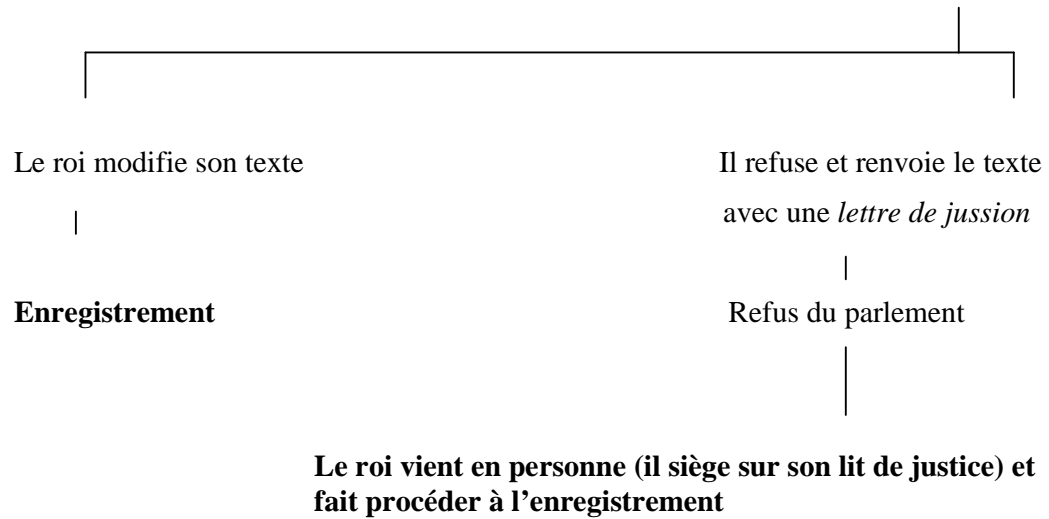 Le roi modifie son texte
Il refuse et renvoie le texte
avec une lettre de jussion
Enregistrement
Refus du parlement
Le roi vient en personne (il siège sur son lit de justice) et
fait procéder à l’enregistrement